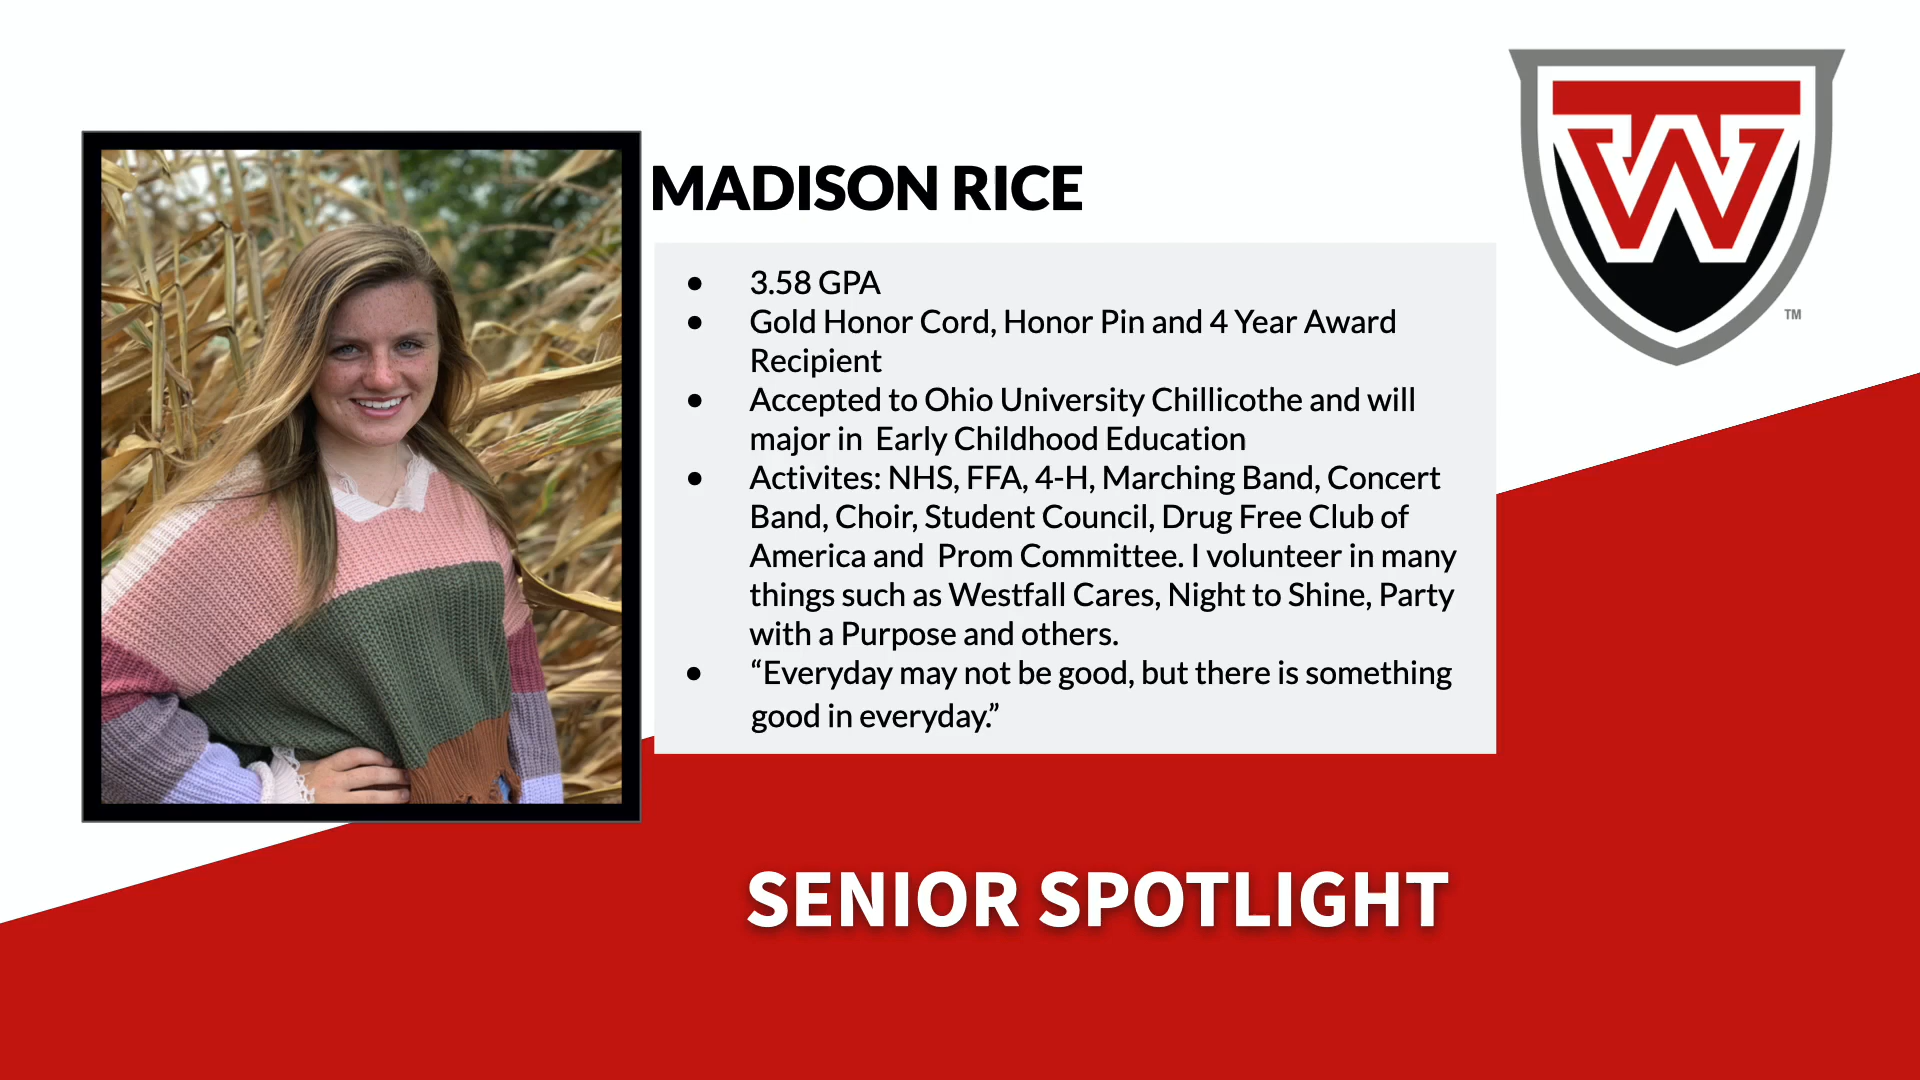 MADISON RICE
● 3.58 GPA
● Gold Honor Cord, Honor Pin and 4 Year Award
Recipient
● Accepted to Ohio University Chillicothe and will
major in  Early Childhood Education
● Activites: NHS, FFA, 4-H, Marching Band, Concert
Band, Choir, Student Council, Drug Free Club of
America and  Prom Committee. I volunteer in many
things such as Westfall Cares, Night to Shine, Party
with a Purpose and others.
● “Everyday may not be good, but there is something
good in everyday.”
W
TM
SENIOR SPOTLIGHT